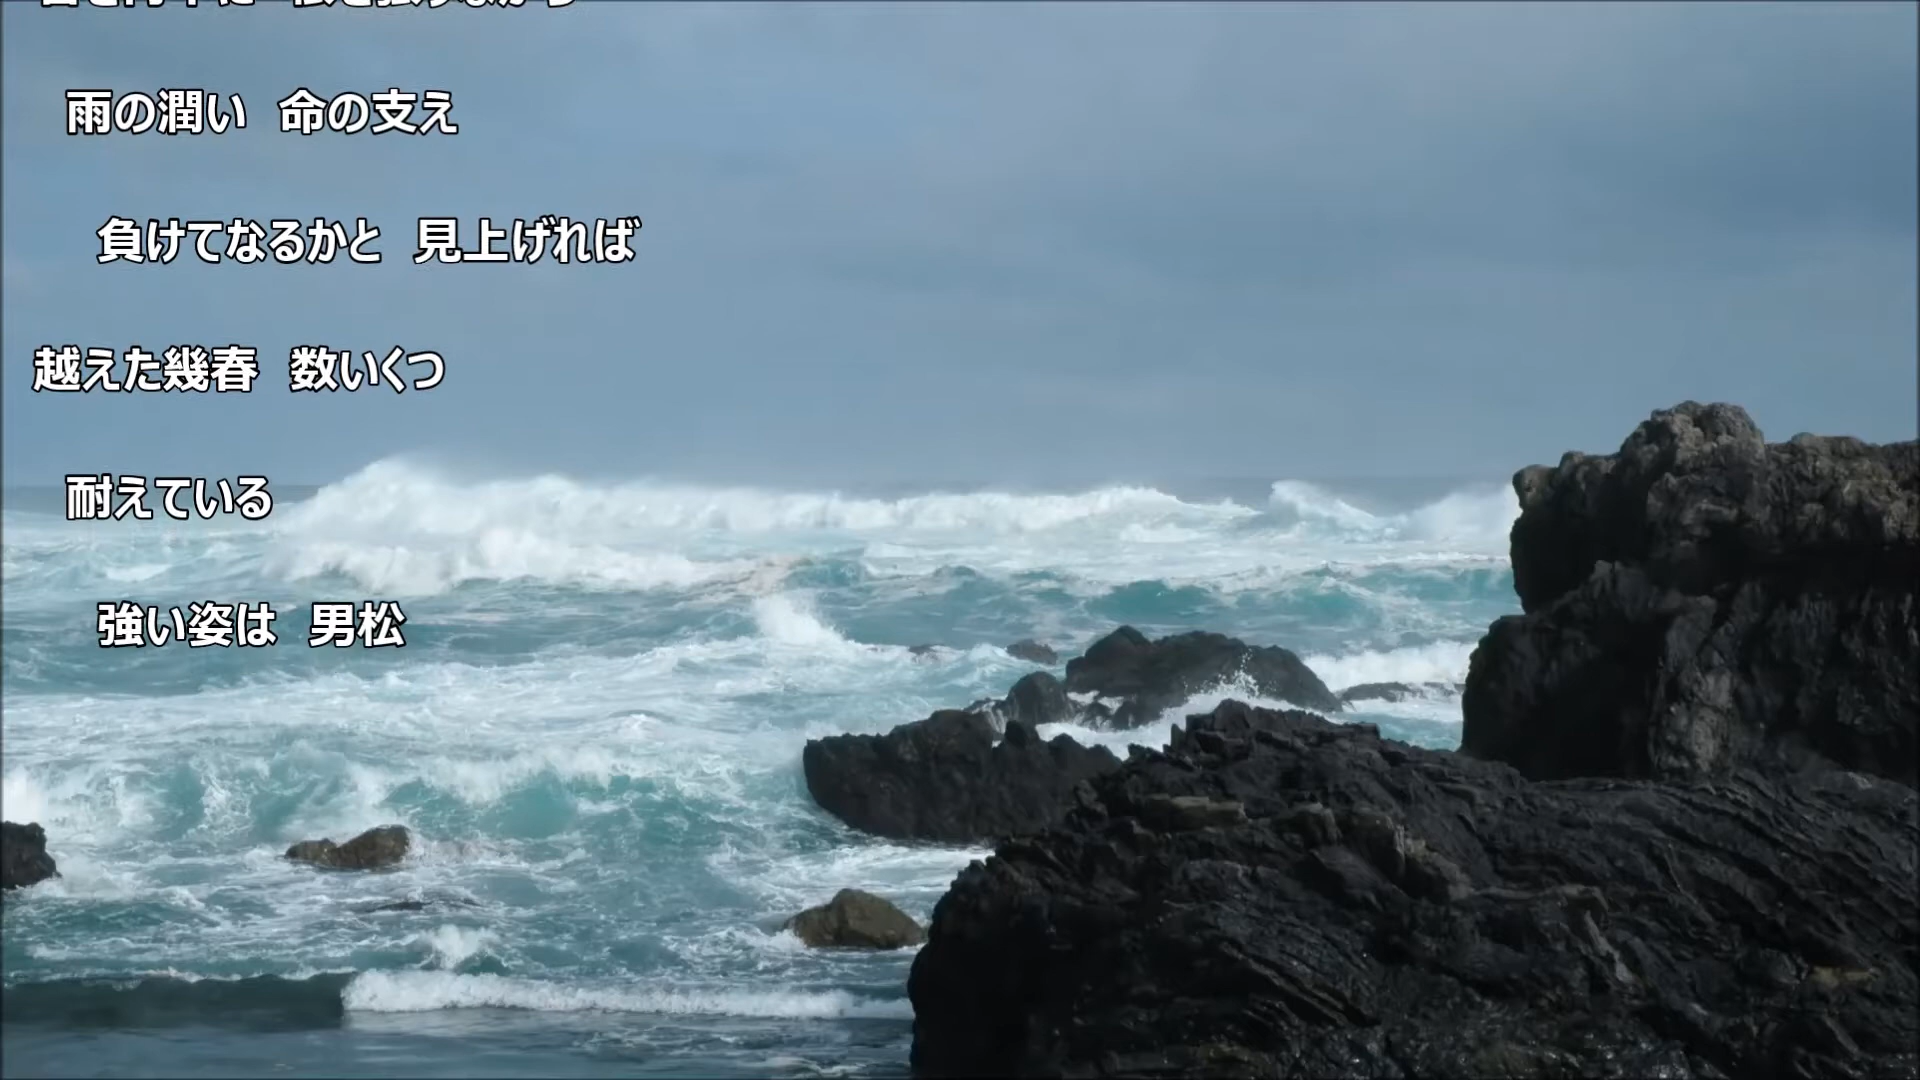 雨の潤い　命の支え
負けてなるかと　見上げれば
越えた幾春　数いくつ
耐えている
強い姿は　男松